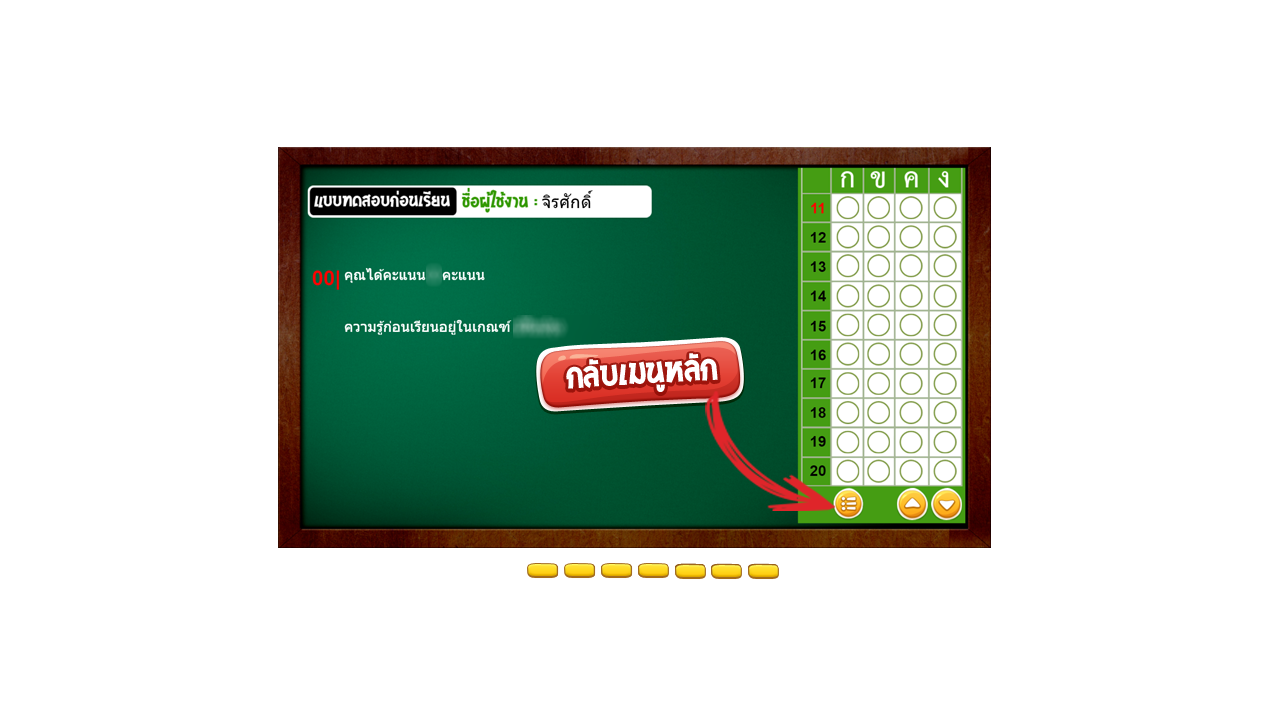 แบบทดสอบก่อนเรียน ชื่อผู้ใช้งาน : จิรศักดิ์
00| คุณได้คะแนน คะแนน
ความรู้ก่อนเรียนอยู่ในเกณฑ์
กลับเมนูหลัก
ก ข ค ง
11
12
13
14
15
16
17
18
19
20